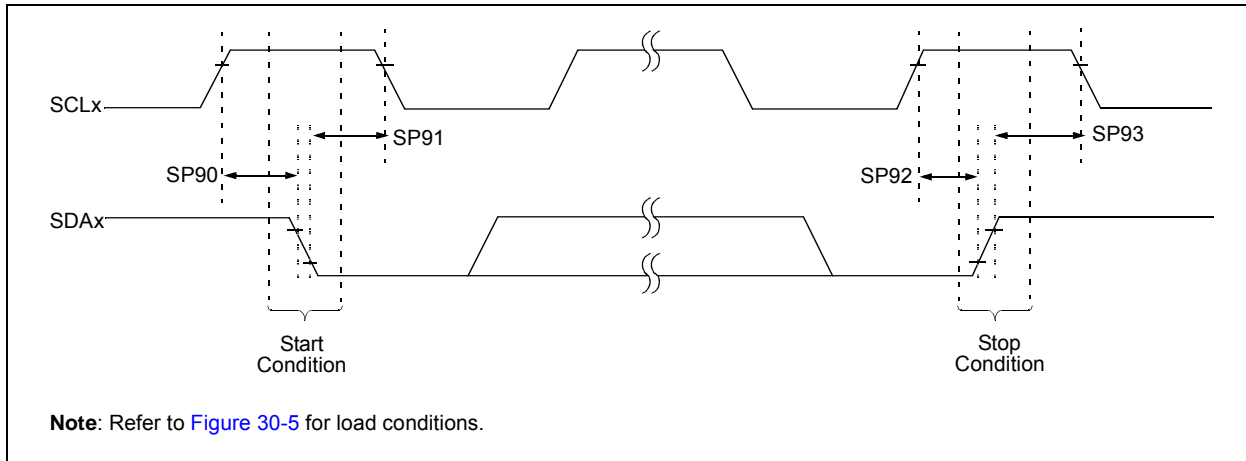 SCLx
SP91
SP93
SP90
SP92
SDAx
Start
Condition
Stop
Condition
Note: Refer to Figure 30-5 for load conditions.